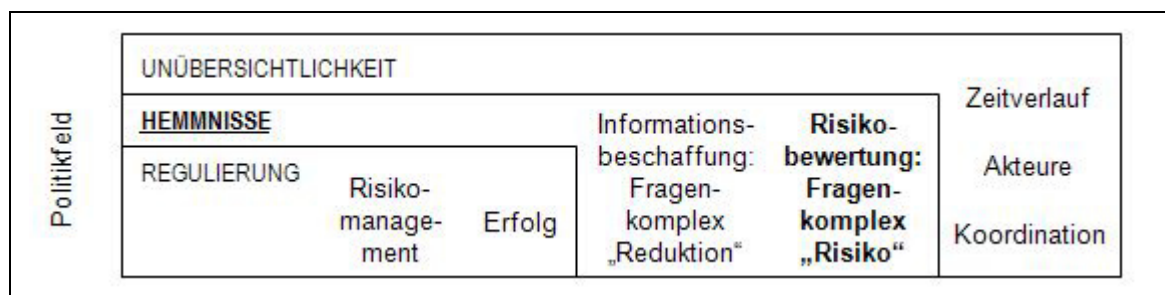 Politikfeld
UNÜBERSICHTLICHKEIT
HEMMNISSE
REGULIERUNG
Risiko-
manage-
ment
Erfolg
Informations-
beschaffung:
Fragen-
komplex
„Reduktion“
Risiko-
bewertung:
Fragen-
komplex
„Risiko“
Zeitverlauf
Akteure
Koordination